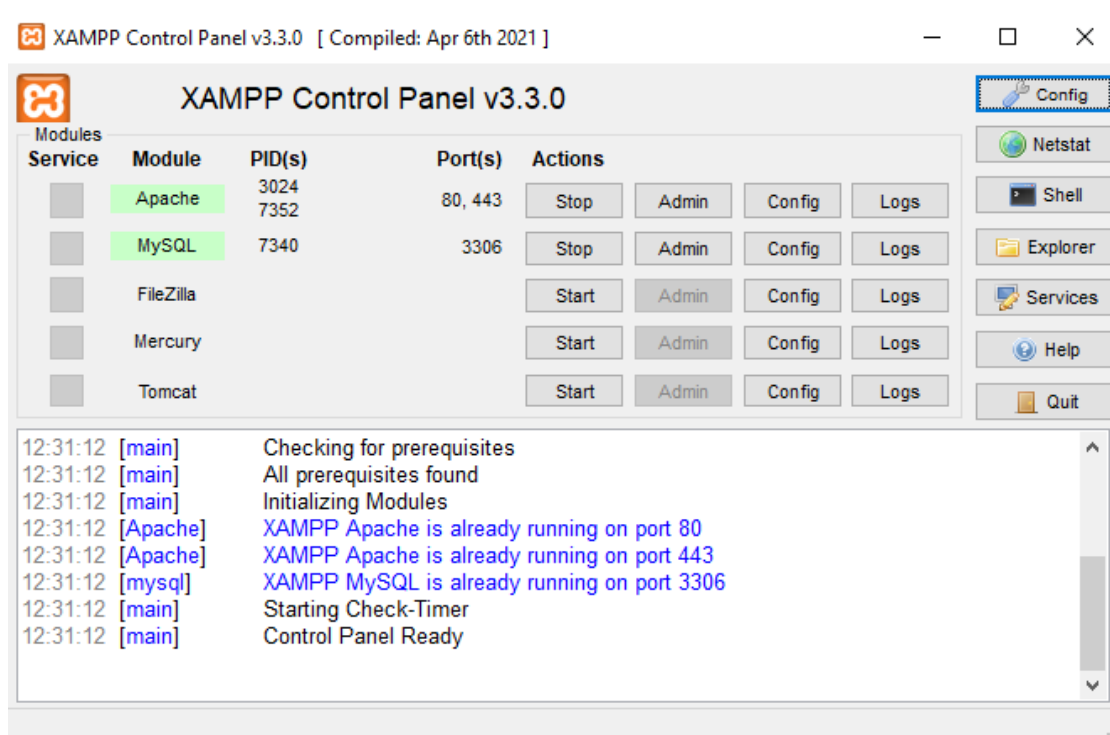 XAMPP Control Panel v3.3.0 [ Compiled: Apr 6th 2021 ]
XAMPP Control Panel v3.3.0
Config
Modules
Service Module PID(s) Port(s) Actions
Netstat
Apache 3024 7352 80, 443 Stop Admin Config Logs
Shell
MySQL 7340 3306 Stop Admin Config Logs
Explorer
FileZilla Start Admin Config Logs
Services
Mercury Start Admin Config Logs
Help
Tomcat Start Admin Config Logs
Quit
12:31:12 [main] Checking for prerequisites
12:31:12 [main] All prerequisites found
12:31:12 [main] Initializing Modules
12:31:12 [Apache] XAMPP Apache is already running on port 80
12:31:12 [Apache] XAMPP Apache is already running on port 443
12:31:12 [mysql] XAMPP MySQL is already running on port 3306
12:31:12 [main] Starting Check-Timer
12:31:12 [main] Control Panel Ready